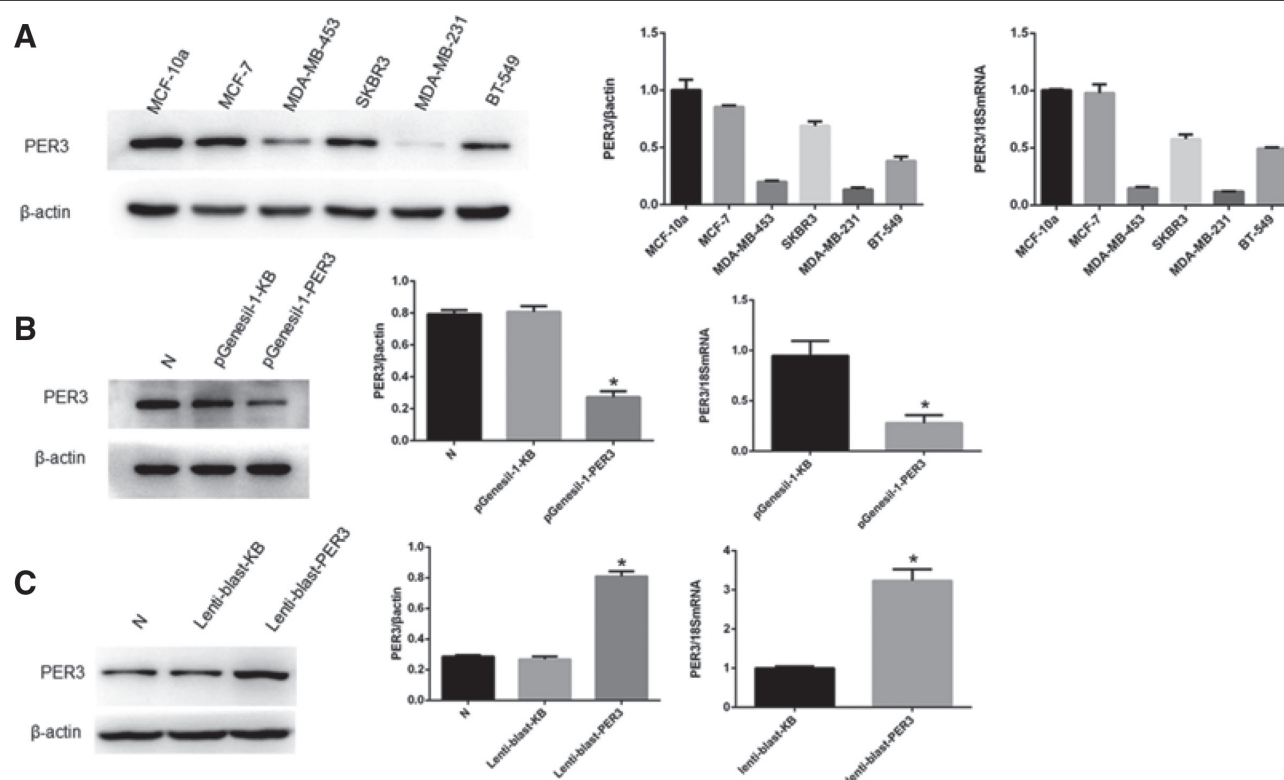 A
MCF-10a
MCF-7
MDA-MB-453
SKBR3
MDA-MB-231
BT-549
PER3
β-actin
PER3/βactin
1.5
1.0
0.5
0.0
MCF-10a
MCF-7
MDA-MB-453
SKBR3
MDA-MB-231
BT-549
PER3/18SmRNA
1.5
1.0
0.5
0.0
MCF-10a
MCF-7
MDA-MB-453
SKBR3
MDA-MB-231
BT-549
B
N
pGenesil-1-KB
pGenesil-1-PER3
PER3
β-actin
PER3/βactin
1.0
0.8
0.6
0.4
0.2
0.0
*
N
pGenesil-1-KB
pGenesil-1-PER3
PER3/18SmRNA
1.5
1.0
0.5
0.0
*
pGenesil-1-KB
pGenesil-1-PER3
C
N
Lenti-blast-KB
Lenti-blast-PER3
PER3
β-actin
PER3/βactin
1.0
0.8
0.6
0.4
0.2
0.0
*
N
Lenti-blast-KB
Lenti-blast-PER3
PER3/18SmRNA
4
3
2
1
0
*
lenti-blast-KB
lenti-blast-PER3